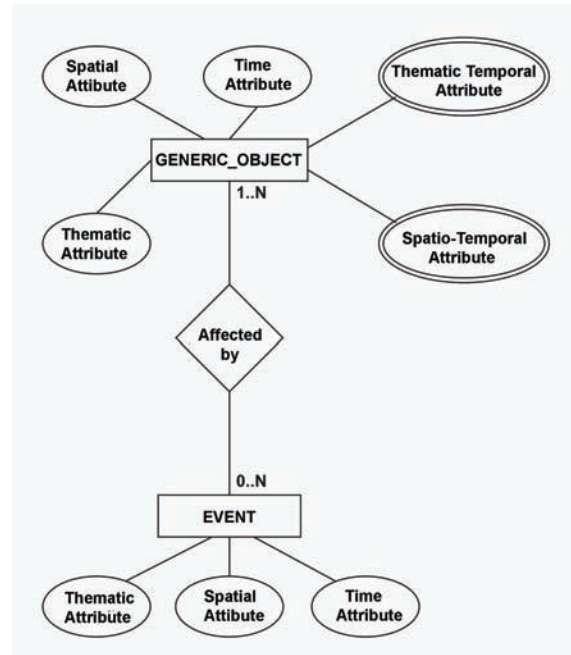 Spatial
Attibute
Time
Attribute
Thematic Temporal
Attribute
GENERIC_OBJECT
1..N
Thematic
Attribute
Spatio-Temporal
Attribute
Affected
by
0..N
EVENT
Thematic
Attribüte
Spatial
Attibute
Time
Attribute